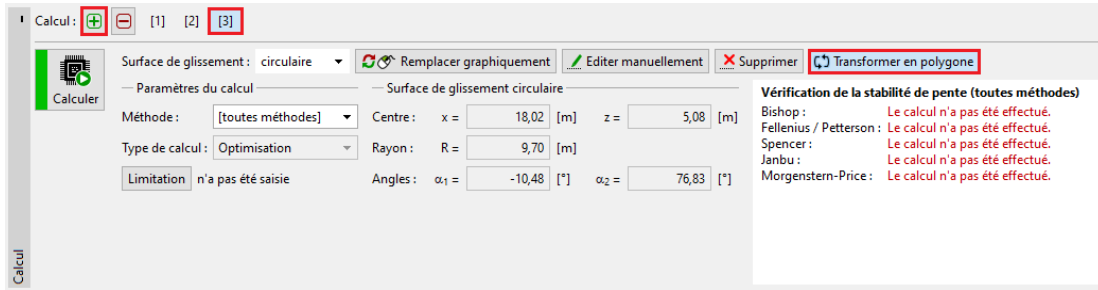 Calcul : [1] [2] [3]
Surface de glissement : circulaire Remplacer graphiquement Editer manuellement Supprimer Transformer en polygone
Calculer
Paramètres du calcul Surface de glissement circulaire
Méthode : [toutes méthodes] Centre : x = 18,02 [m] z = 5,08 [m]
Type de calcul : Optimisation Rayon : R = 9,70 [m]
Limitation n'a pas été saisie Angles : α1 = -10,48 [°] α2 = 76,83 [°]
Vérification de la stabilité de pente (toutes méthodes)
Bishop : Le calcul n'a pas été effectué.
Fellenius / Petterson : Le calcul n'a pas été effectué.
Spencer : Le calcul n'a pas été effectué.
Janbu : Le calcul n'a pas été effectué.
Morgenstern-Price : Le calcul n'a pas été effectué.
Calcul